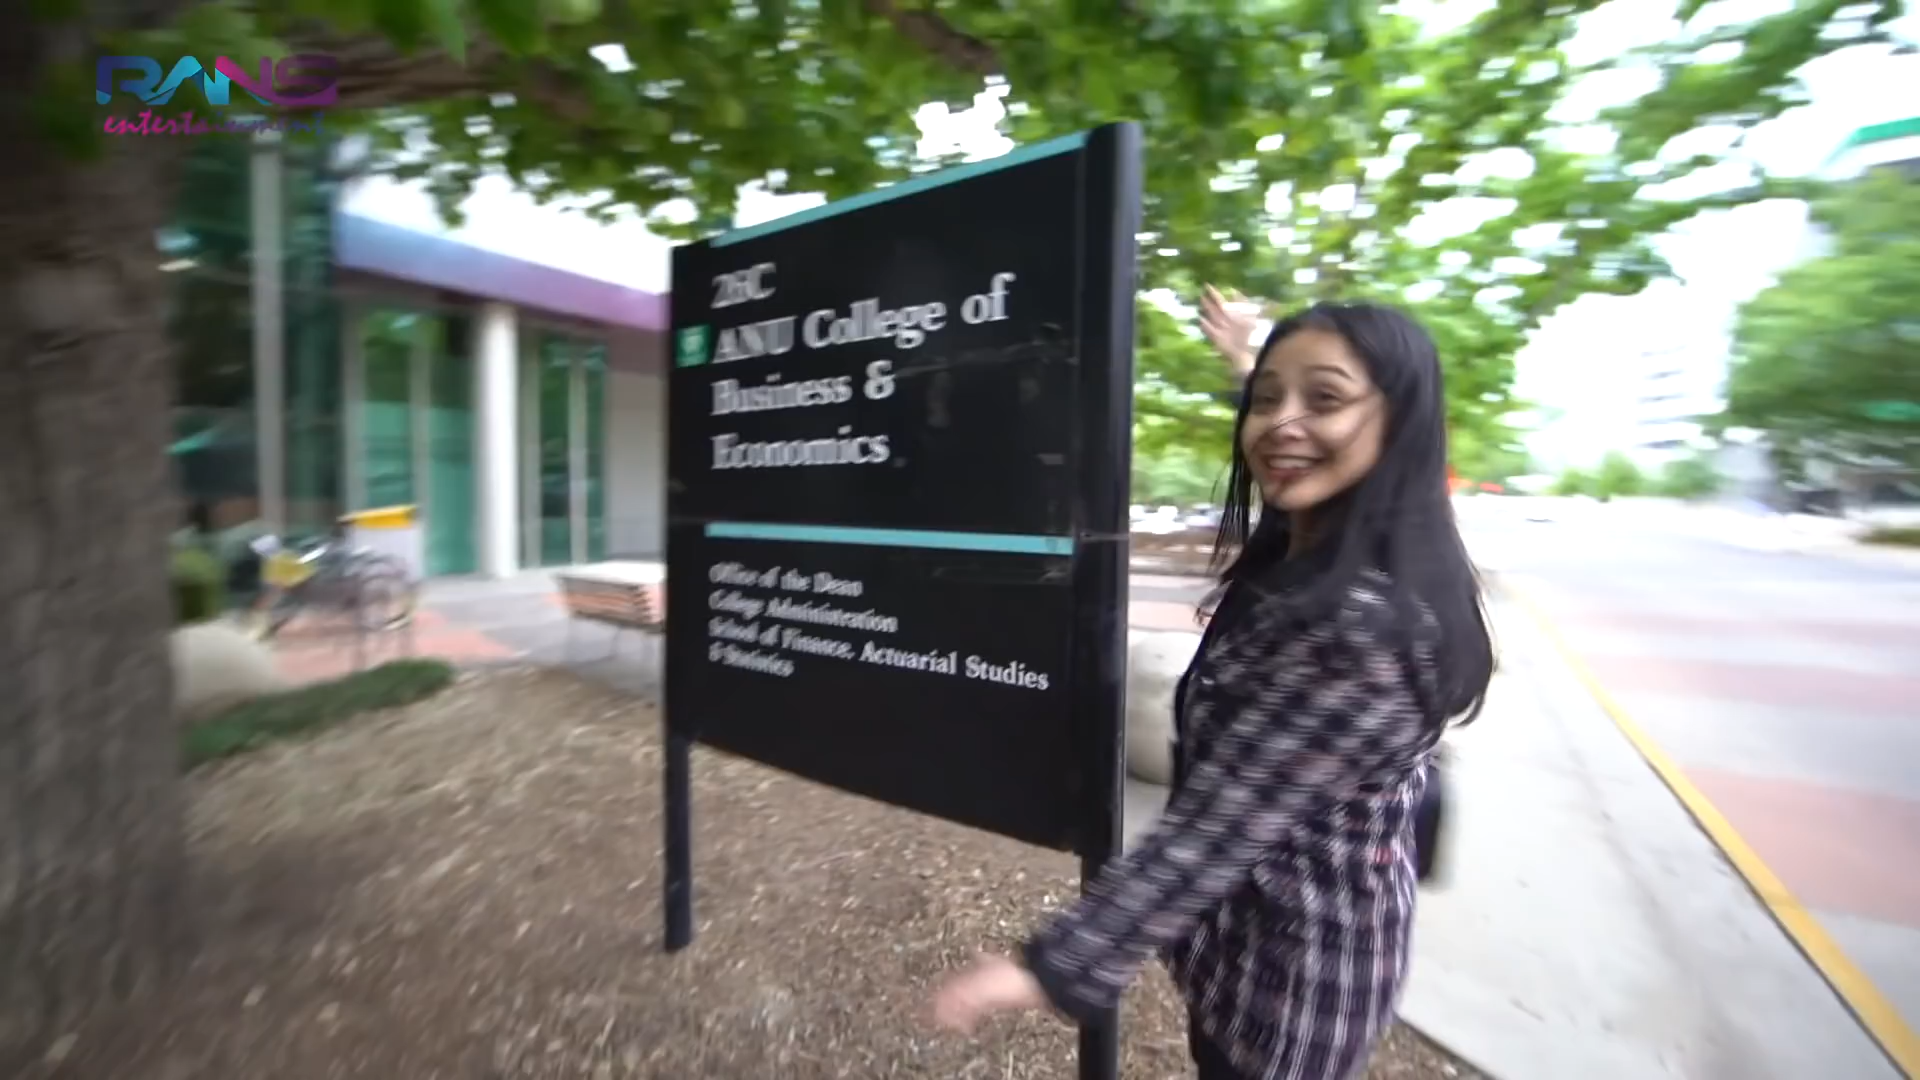 RANS
entertainment
26C
ANU College of
Business &
Economics
Office of the Dean
College Administration
School of Finance, Actuarial Studies
& Statistics